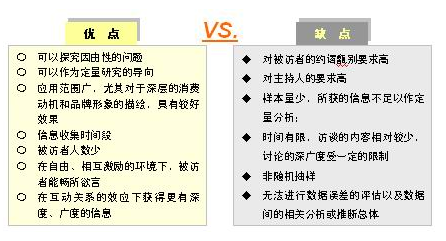 优 点
VS.
缺 点
○ 可以探究因由性的问题
○ 可以作为定量研究的导向
○ 应用范围广，尤其对于深层的消费
动机和品牌形象的描绘，具有较好
效果
○ 信息收集时间段
○ 被访者人数少
○ 在自由、相互激励的环境下，被访
者能畅所欲言
○ 在互动关系的效应下获得更有深
度、广度的信息
◆ 对被访者的约请甄别要求高
◆ 对主持人的要求高
◆ 样本量少，所获的信息不足以作定
量分析；
◆ 时间有限，访谈的内容相对较少，
讨论的深广度受一定的限制
◆ 非随机抽样
◆ 无法进行数据误差的评估以及数据
间的相关分析或推断总体